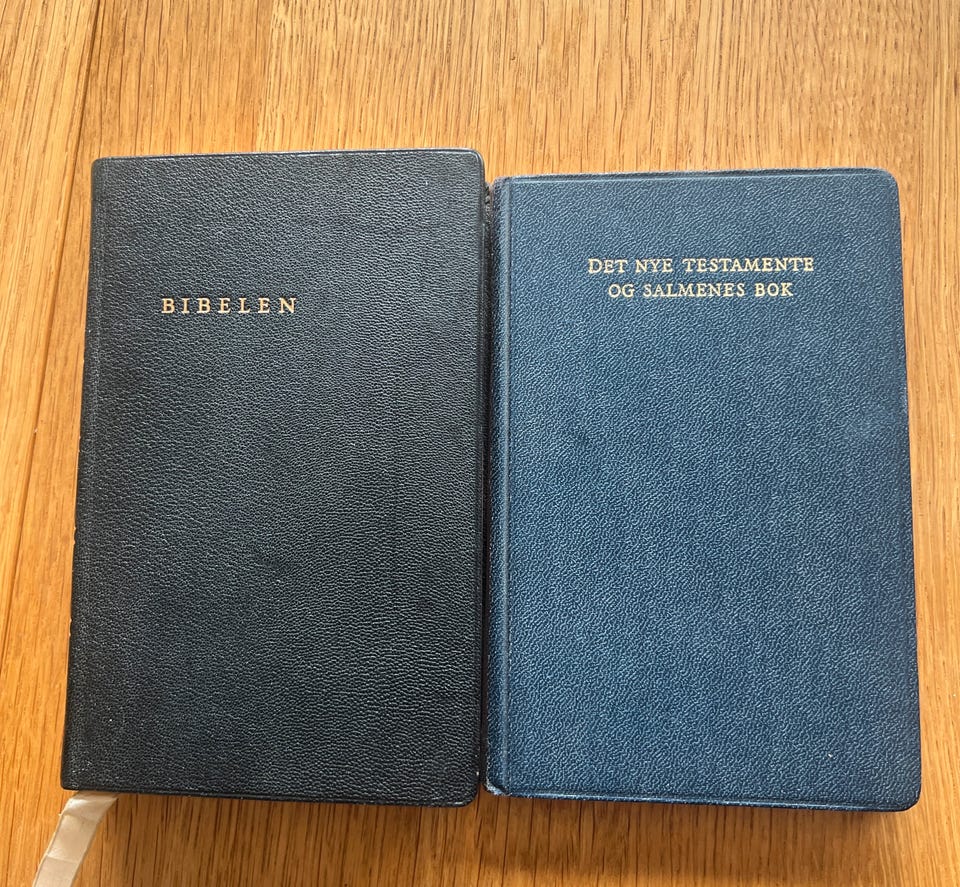 BIBELEN
DET NYE TESTAMENTE
OG SALMENES BOK